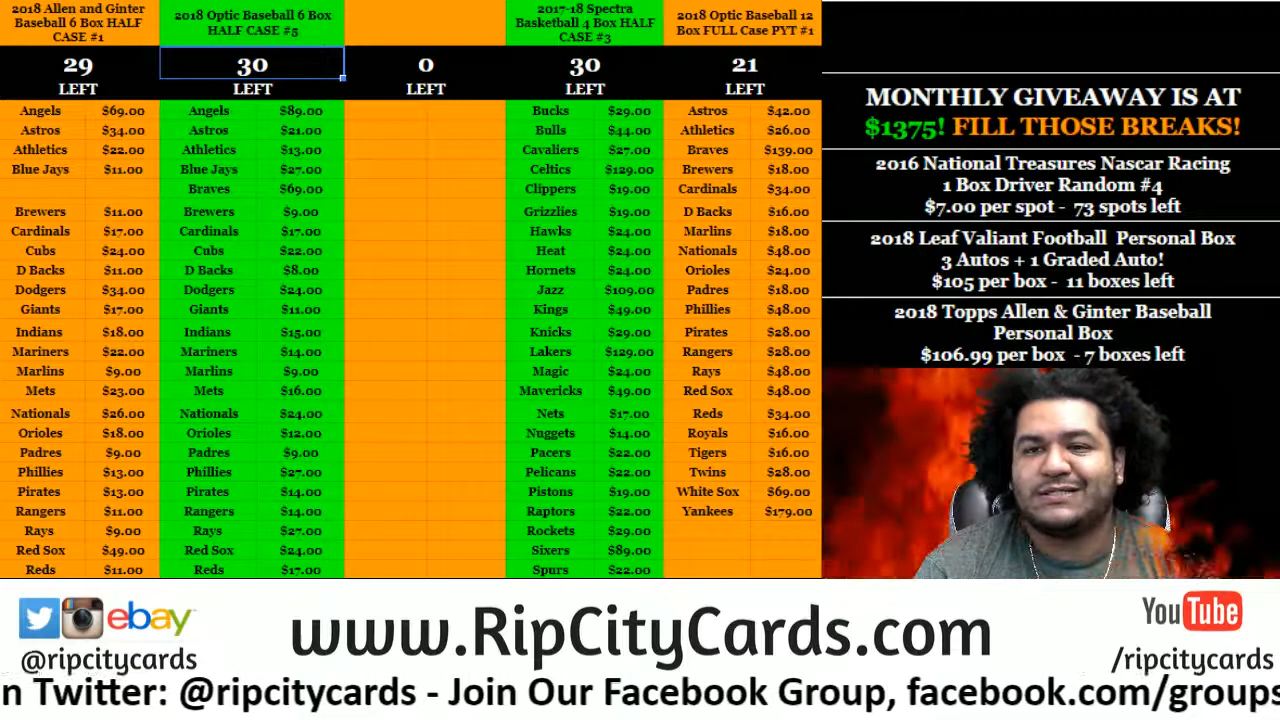 2018 Allen and Ginter
Baseball 6 Box HALF
CASE #1
29
LEFT
Angels $69.00
Astros $34.00
Athletics $22.00
Blue Jays $11.00
Brewers $11.00
Cardinals $17.00
Cubs $24.00
D Backs $11.00
Dodgers $34.00
Giants $17.00
Indians $18.00
Mariners $22.00
Marlins $9.00
Mets $23.00
Nationals $26.00
Orioles $18.00
Padres $9.00
Phillies $13.00
Pirates $13.00
Rangers $11.00
Rays $9.00
Red Sox $49.00
Reds $11.00
2018 Optic Baseball 6 Box
HALF CASE #5
30
LEFT
Angels $89.00
Astros $21.00
Athletics $13.00
Blue Jays $27.00
Braves $69.00
Brewers $9.00
Cardinals $17.00
Cubs $22.00
D Backs $8.00
Dodgers $24.00
Giants $11.00
Indians $15.00
Mariners $14.00
Marlins $9.00
Mets $16.00
Nationals $24.00
Orioles $12.00
Padres $9.00
Phillies $27.00
Pirates $14.00
Rangers $14.00
Rays $27.00
Red Sox $24.00
Reds $17.00
0
LEFT
2017-18 Spectra
Basketball 4 Box HALF
CASE #3
30
LEFT
Bucks $29.00
Bulls $44.00
Cavaliers $27.00
Celtics $129.00
Clippers $19.00
Grizzlies $19.00
Hawks $24.00
Heat $24.00
Hornets $24.00
Jazz $109.00
Kings $49.00
Knicks $29.00
Lakers $129.00
Magic $24.00
Mavericks $49.00
Nets $17.00
Nuggets $14.00
Pacers $22.00
Pelicans $22.00
Pistons $19.00
Raptors $22.00
Rockets $29.00
Sixers $89.00
Spurs $22.00
2018 Optic Baseball 12
Box FULL Case PYT #1
21
LEFT
Astros $42.00
Athletics $26.00
Braves $139.00
Brewers $18.00
Cardinals $34.00
D Backs $16.00
Marlins $18.00
Nationals $48.00
Orioles $24.00
Padres $18.00
Phillies $48.00
Pirates $28.00
Rangers $28.00
Rays $48.00
Red Sox $48.00
Reds $34.00
Royals $16.00
Tigers $16.00
Twins $28.00
White Sox $69.00
Yankees $179.00
MONTHLY GIVEAWAY IS AT
$1375! FILL THOSE BREAKS!
2016 National Treasures Nascar Racing
1 Box Driver Random #4
$7.00 per spot - 73 spots left
2018 Leaf Valiant Football Personal Box
3 Autos + 1 Graded Auto!
$105 per box - 11 boxes left
2018 Topps Allen & Ginter Baseball
Personal Box
$106.99 per box - 7 boxes left
ebay
@ripcitycards
www.RipCityCards.com
YouTube
/ripcitycards
n Twitter: @ripcitycards - Join Our Facebook Group, facebook.com/groups